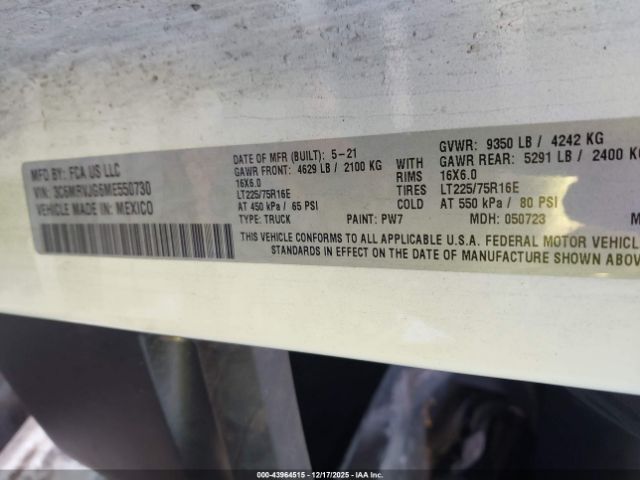 MFD BY: FCA US LLC
VIN: 3C6MRVJG6ME550730
VEHICLE MADE IN: MEXICO
DATE OF MFR (BUILT): 5-21
GAWR FRONT: 4629 LB / 2100 KG
16X6.0
LT225/75R16E
AT 450 kPa / 65 PSI
TYPE: TRUCK
PAINT: PW7
WITH
RIMS
TIRES
COLD
GVWR: 9350 LB / 4242 KG
GAWR REAR: 5291 LB / 2400 KG
16X6.0
LT225/75R16E
AT 550 kPa / 80 PSI
MDH: 050723
THIS VEHICLE CONFORMS TO ALL APPLICABLE U.S.A. FEDERAL MOTOR VEHICL
STANDARDS IN EFFECT ON THE DATE OF MANUFACTURE SHOWN ABOV
000-43964515 - 12/17/2025 - IAAI.COM